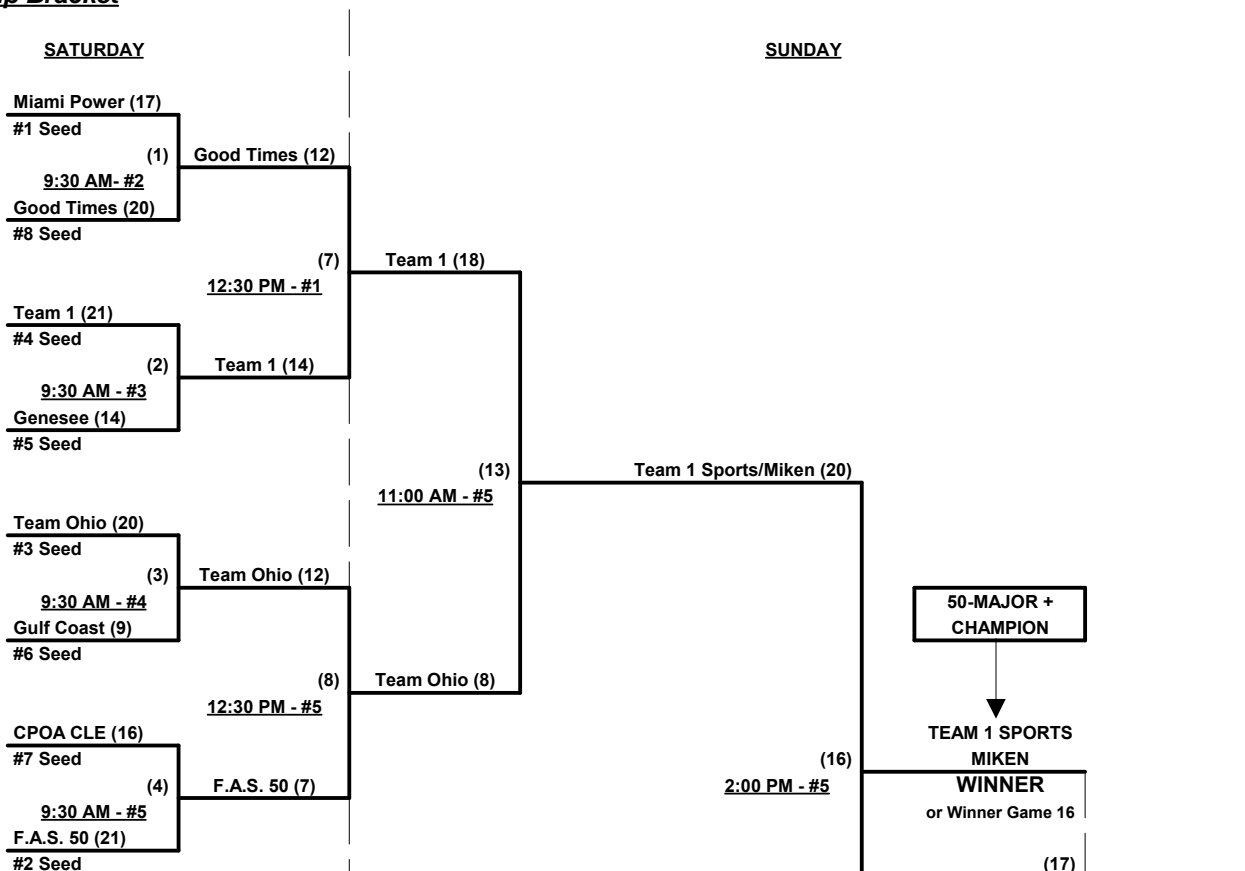 p Bracket
SATURDAY
SUNDAY
Miami Power (17)
#1 Seed
(1)
Good Times (12)
9:30 AM- #2
Good Times (20)
#8 Seed
(7)
Team 1 (18)
12:30 PM - #1
Team 1 (21)
#4 Seed
(2)
Team 1 (14)
9:30 AM - #3
Genesee (14)
#5 Seed
(13)
Team 1 Sports/Miken (20)
11:00 AM - #5
Team Ohio (20)
#3 Seed
(3)
Team Ohio (12)
9:30 AM - #4
Gulf Coast (9)
#6 Seed
50-MAJOR +
CHAMPION
(8)
Team Ohio (8)
12:30 PM - #5
CPOA CLE (16)
#7 Seed
TEAM 1 SPORTS
MIKEN
(16)
2:00 PM - #5
(4)
F.A.S. 50 (7)
WINNER
9:30 AM - #5
or Winner Game 16
F.A.S. 50 (21)
#2 Seed
(17)